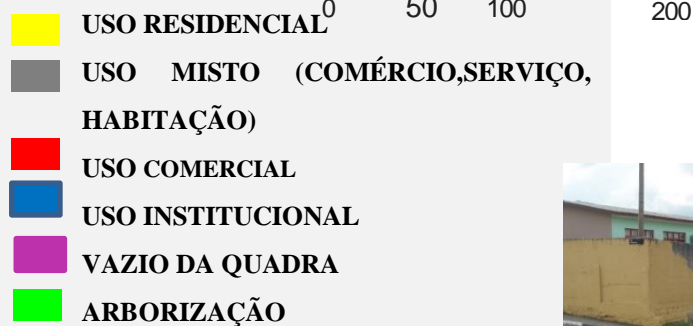 0 50 100 200
USO RESIDENCIAL
USO MISTO (COMÉRCIO,SERVIÇO,
HABITAÇÃO)
USO COMERCIAL
USO INSTITUCIONAL
VAZIO DA QUADRA
ARBORIZAÇÃO